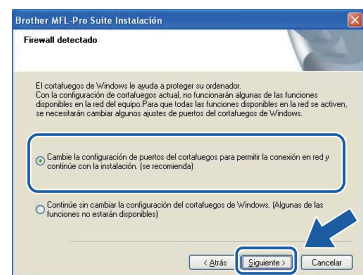 Brother MFL-Pro Suite Instalación
Firewall detectado
El cortafuegos de Windows le ayuda a proteger su ordenador.
Con la configuración de cortafuegos actual, no funcionarán algunas de las funciones
disponibles en la red del equipo.Para que todas las funciones disponibles en la red se activen,
se necesitarán cambiar algunos ajustes de puertos del cortafuegos de Windows.
Cambie la configuración de puertos del cortafuegos para permitir la conexión en red y
continúe con la instalación. (se recomienda)
Continúe sin cambiar la configuración del cortafuegos de Windows. (Algunas de las
funciones no estarán disponibles)
< Atrás
Siguiente >
Cancelar